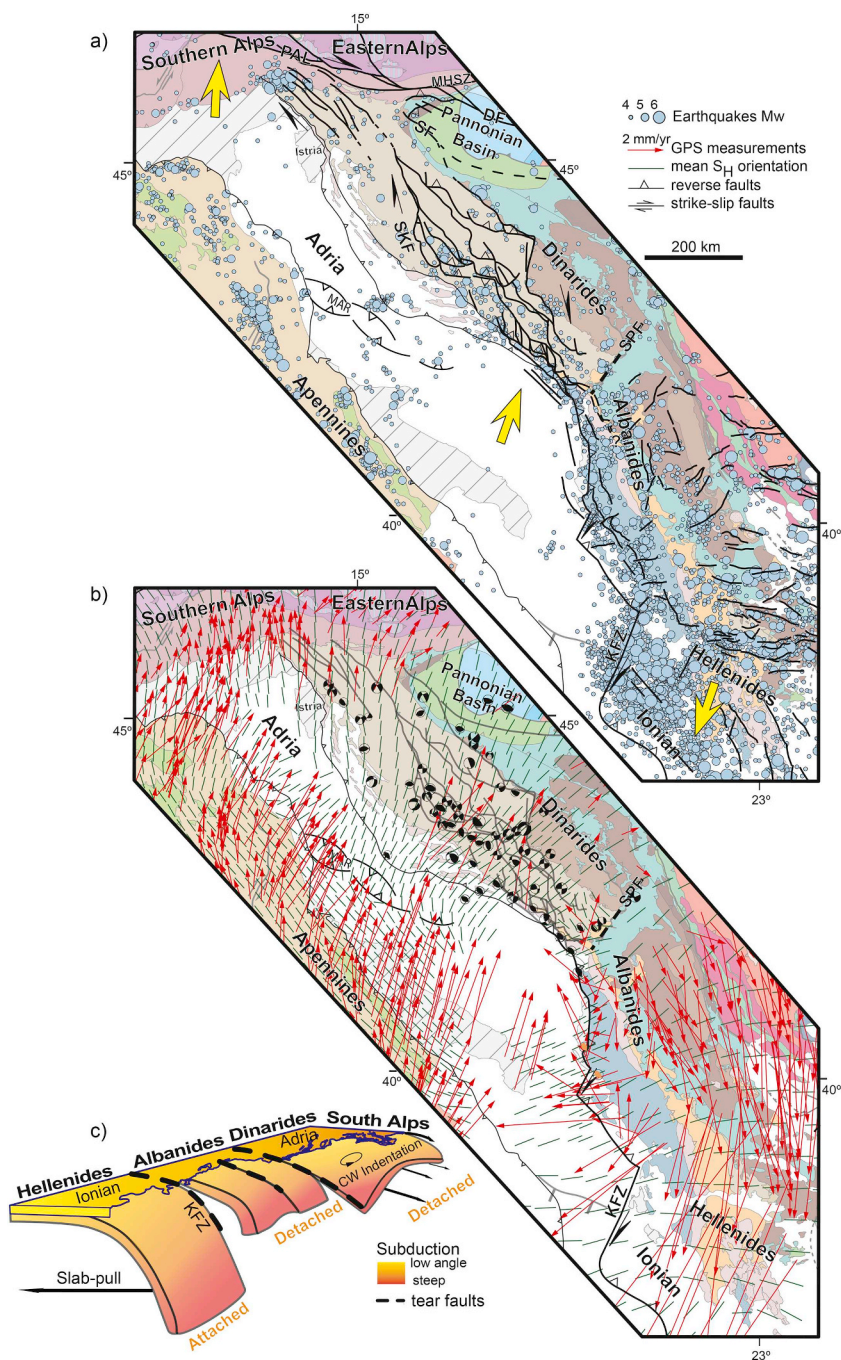 a)
15º
Southern Alps
PAL
EasternAlps
MHSZ
DF
Pannonian
Basin
SF
Istria
45º
45º
4 5 6
Earthquakes Mw
2 mm/yr
GPS measurements
mean SH orientation
reverse faults
strike-slip faults
200 km
SKF
Adria
Dinarides
MAR
SPF
Apennines
Albanides
40º
40º
Hellenides
KFZ
Ionian
23º
b)
15º
Southern Alps
EasternAlps
Pannonian
Basin
Istria
45º
45º
Adria
Dinarides
MAR
SPF
Apennines
Albanides
40º
40º
KFZ
Hellenides
Ionian
23º
c)
Hellenides
Albanides
Dinarides
South Alps
Adria
Ionian
CW Indentation
KFZ
Detached
Detached
Slab-pull
Attached
Subduction
low angle
steep
tear faults